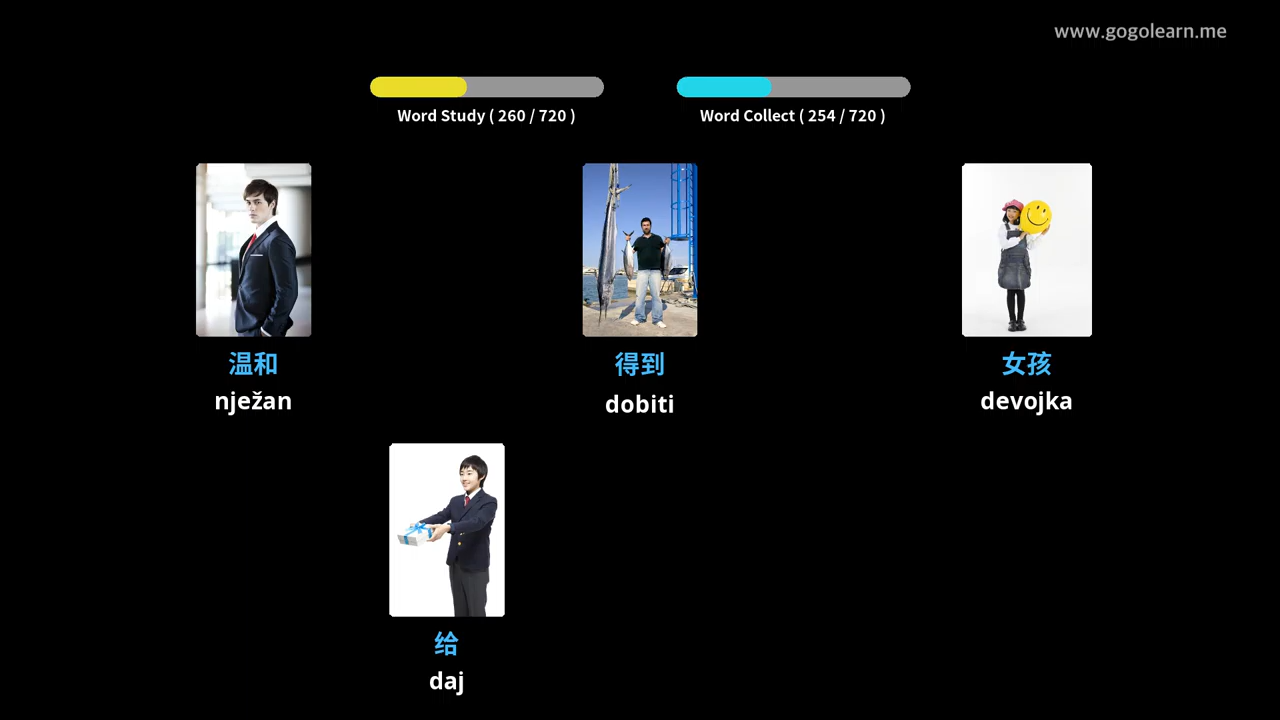 www.gogolearn.me
Word Study ( 260 / 720 )
Word Collect ( 254 / 720 )
温和
nježan
得到
dobiti
女孩
devojka
给
daj